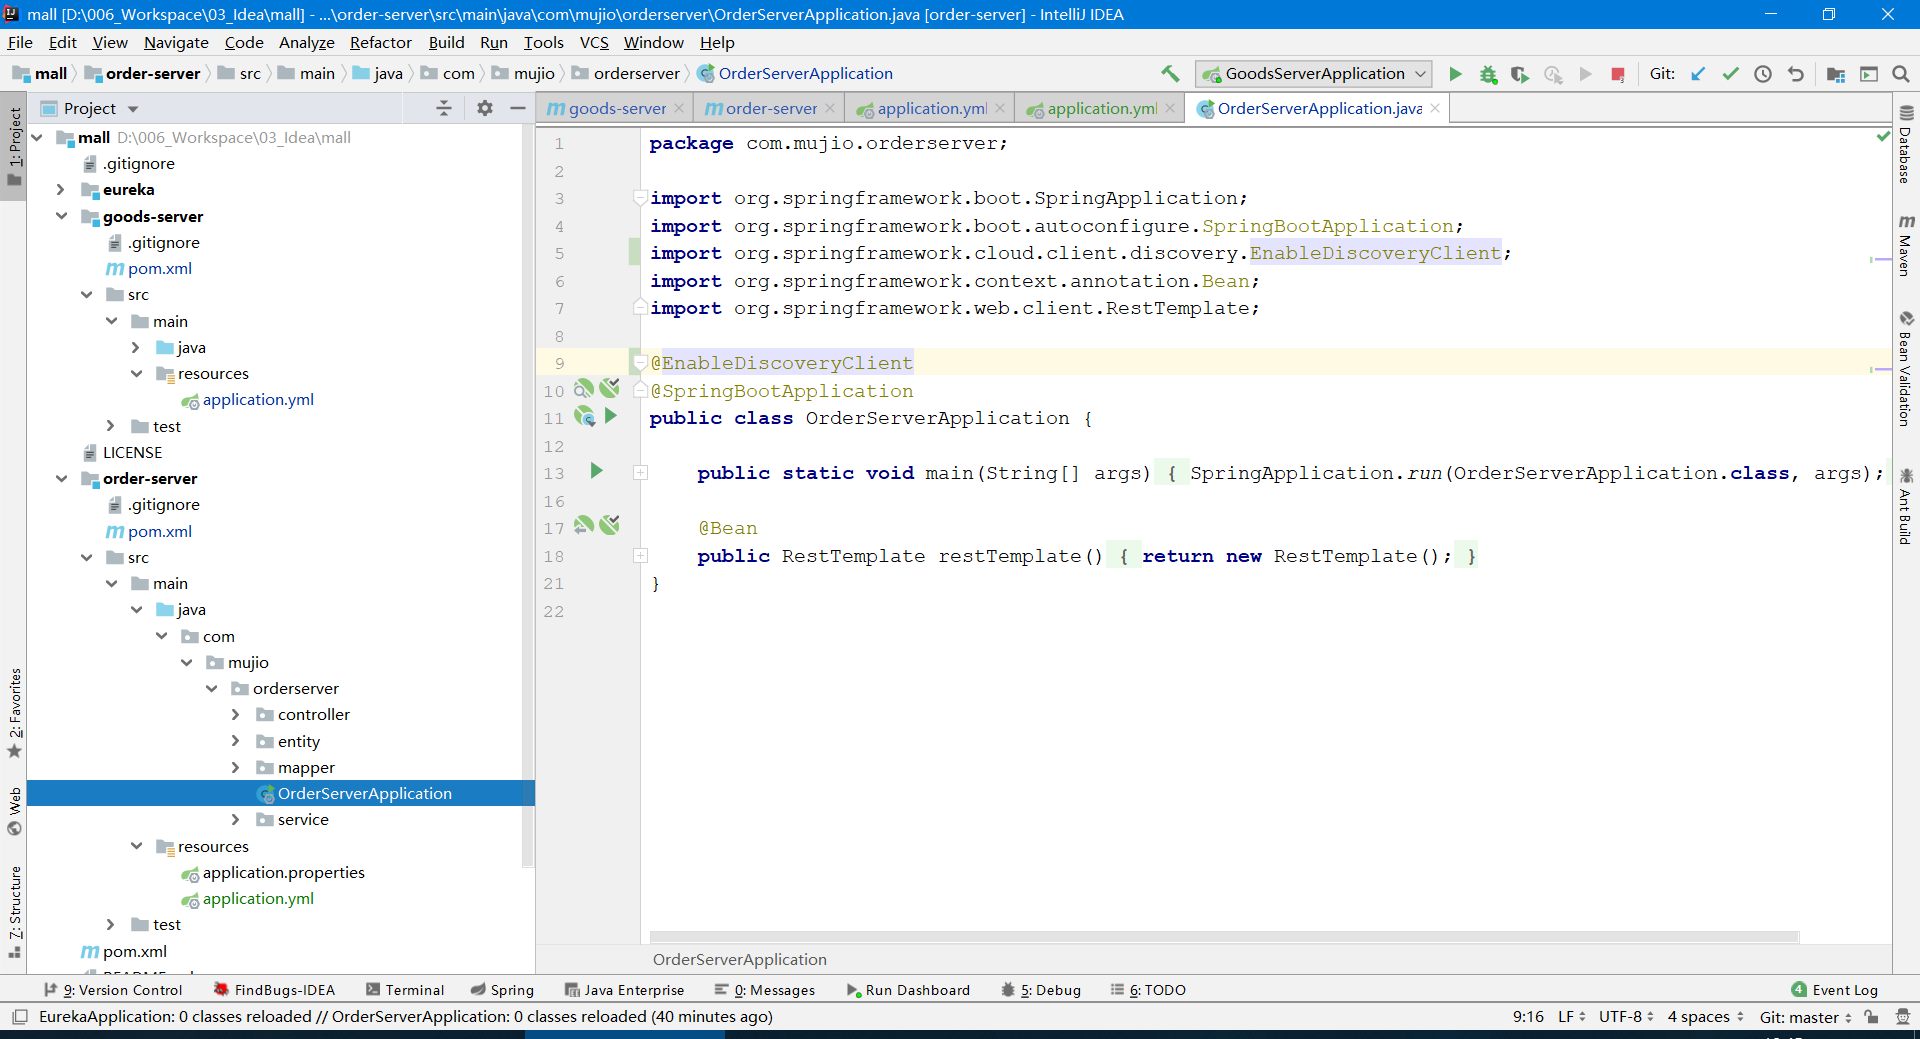 mall [D:\006_Workspace\03_Idea\mall] - ...\order-server\src\main\java\com\mujio\orderserver\OrderServerApplication.java [order-server] - IntelliJ IDEA
File Edit View Navigate Code Analyze Refactor Build Run Tools VCS Window Help
mall order-server src main java com mujio orderserver OrderServerApplication GoodsServerApplication Git:
Project goods-server order-server application.yml application.yml OrderServerApplication.java
1: Project
2: Favorites
Web
7: Structure
mall D:\006_Workspace\03_Idea\mall
.gitignore
eureka
goods-server
.gitignore
pom.xml
src
main
java
resources
application.yml
test
LICENSE
order-server
.gitignore
pom.xml
src
main
java
com
mujio
orderserver
controller
entity
mapper
OrderServerApplication
service
resources
application.properties
application.yml
test
pom.xml
1 package com.mujio.orderserver;
2
3 import org.springframework.boot.SpringApplication;
4 import org.springframework.boot.autoconfigure.SpringBootApplication;
5 import org.springframework.cloud.client.discovery.EnableDiscoveryClient;
6 import org.springframework.context.annotation.Bean;
7 import org.springframework.web.client.RestTemplate;
8
9 @EnableDiscoveryClient
10 @SpringBootApplication
11 public class OrderServerApplication {
12
13 public static void main(String[] args) { SpringApplication.run(OrderServerApplication.class, args);
16
17 @Bean
18 public RestTemplate restTemplate() { return new RestTemplate(); }
21 }
22
OrderServerApplication
Database
Maven
Bean Validation
Ant Build
9: Version Control FindBugs-IDEA Terminal Spring Java Enterprise 0: Messages Run Dashboard 5: Debug 6: TODO 4 Event Log
EurekaApplication: 0 classes reloaded // OrderServerApplication: 0 classes reloaded (40 minutes ago) 9:16 LF UTF-8 4 spaces Git: master